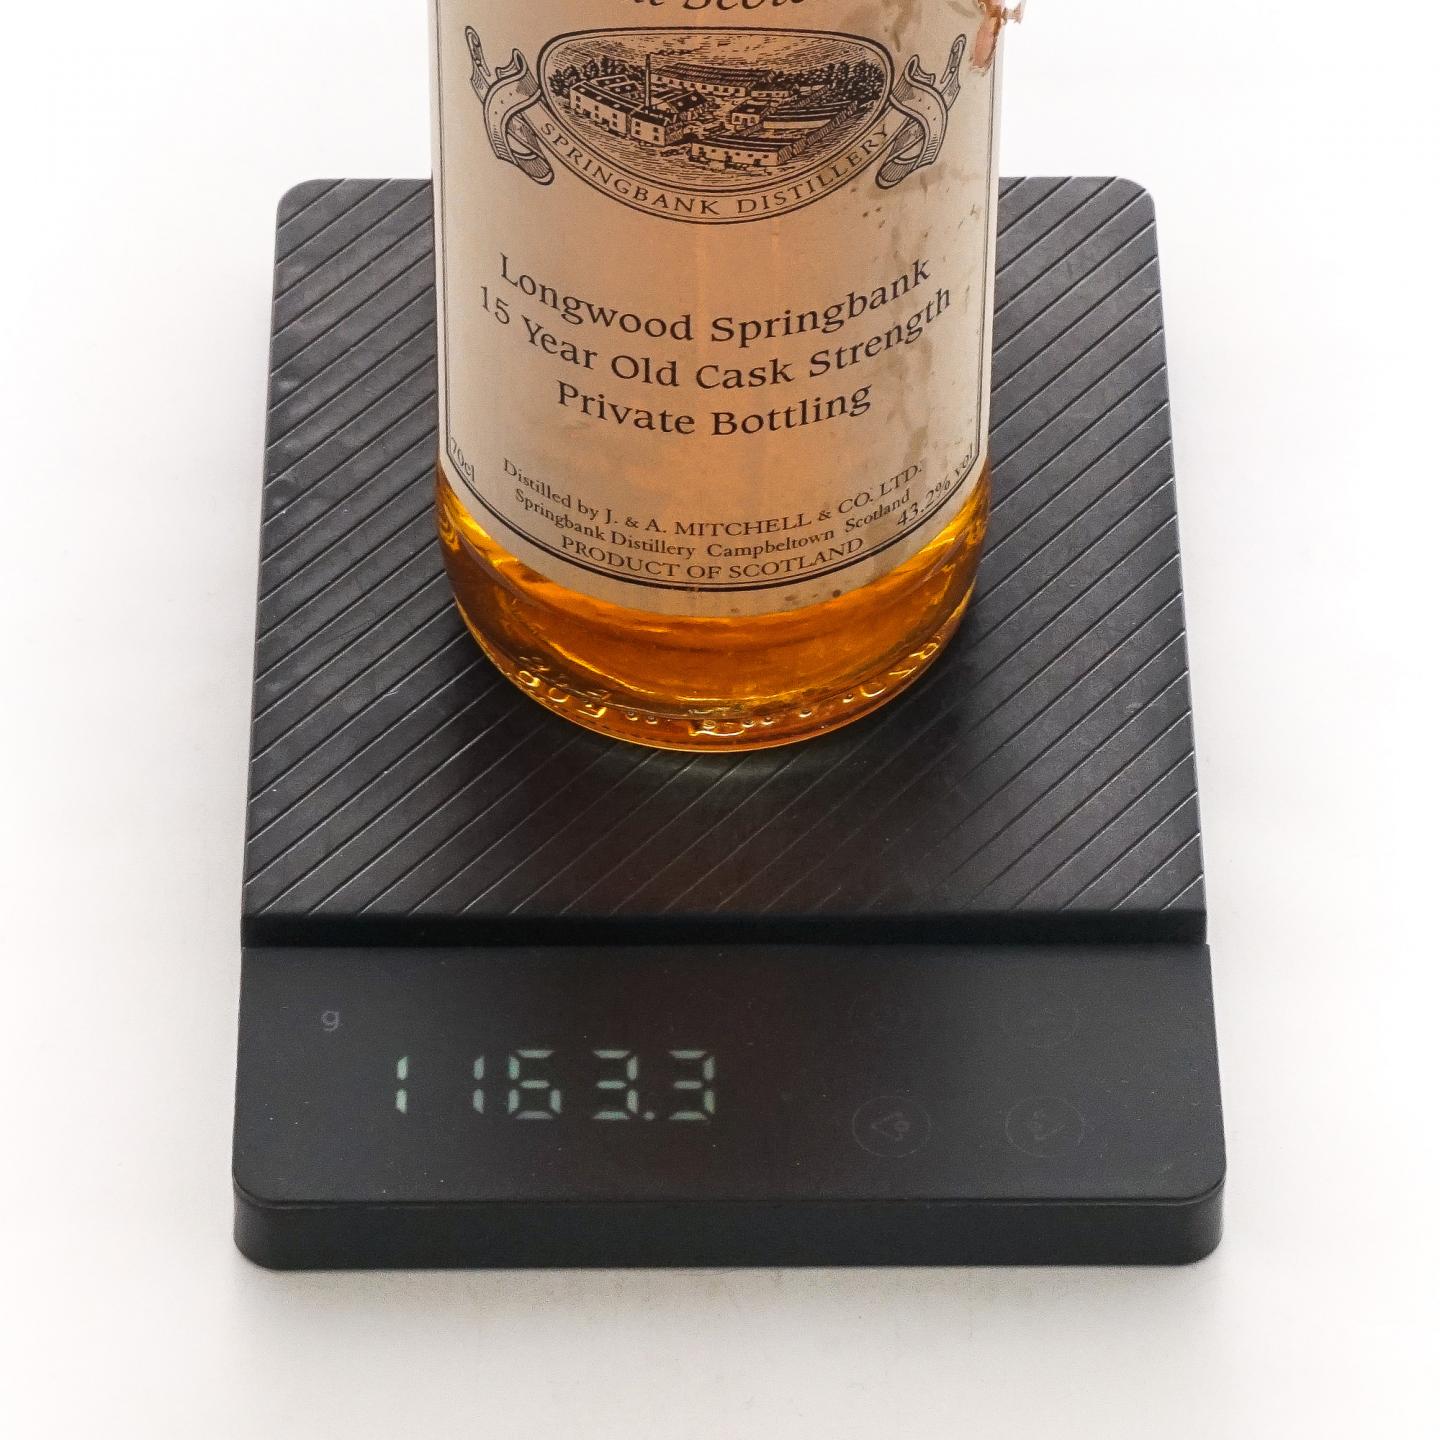 SPRINGBANK DISTILLERY
Longwood Springbank
15 Year Old Cask Strength
Private Bottling
70cl
43.2% vol
Distilled by J. & A. MITCHELL & CO. LTD.
Springbank Distillery Campbeltown Scotland
PRODUCT OF SCOTLAND
g
1163.3